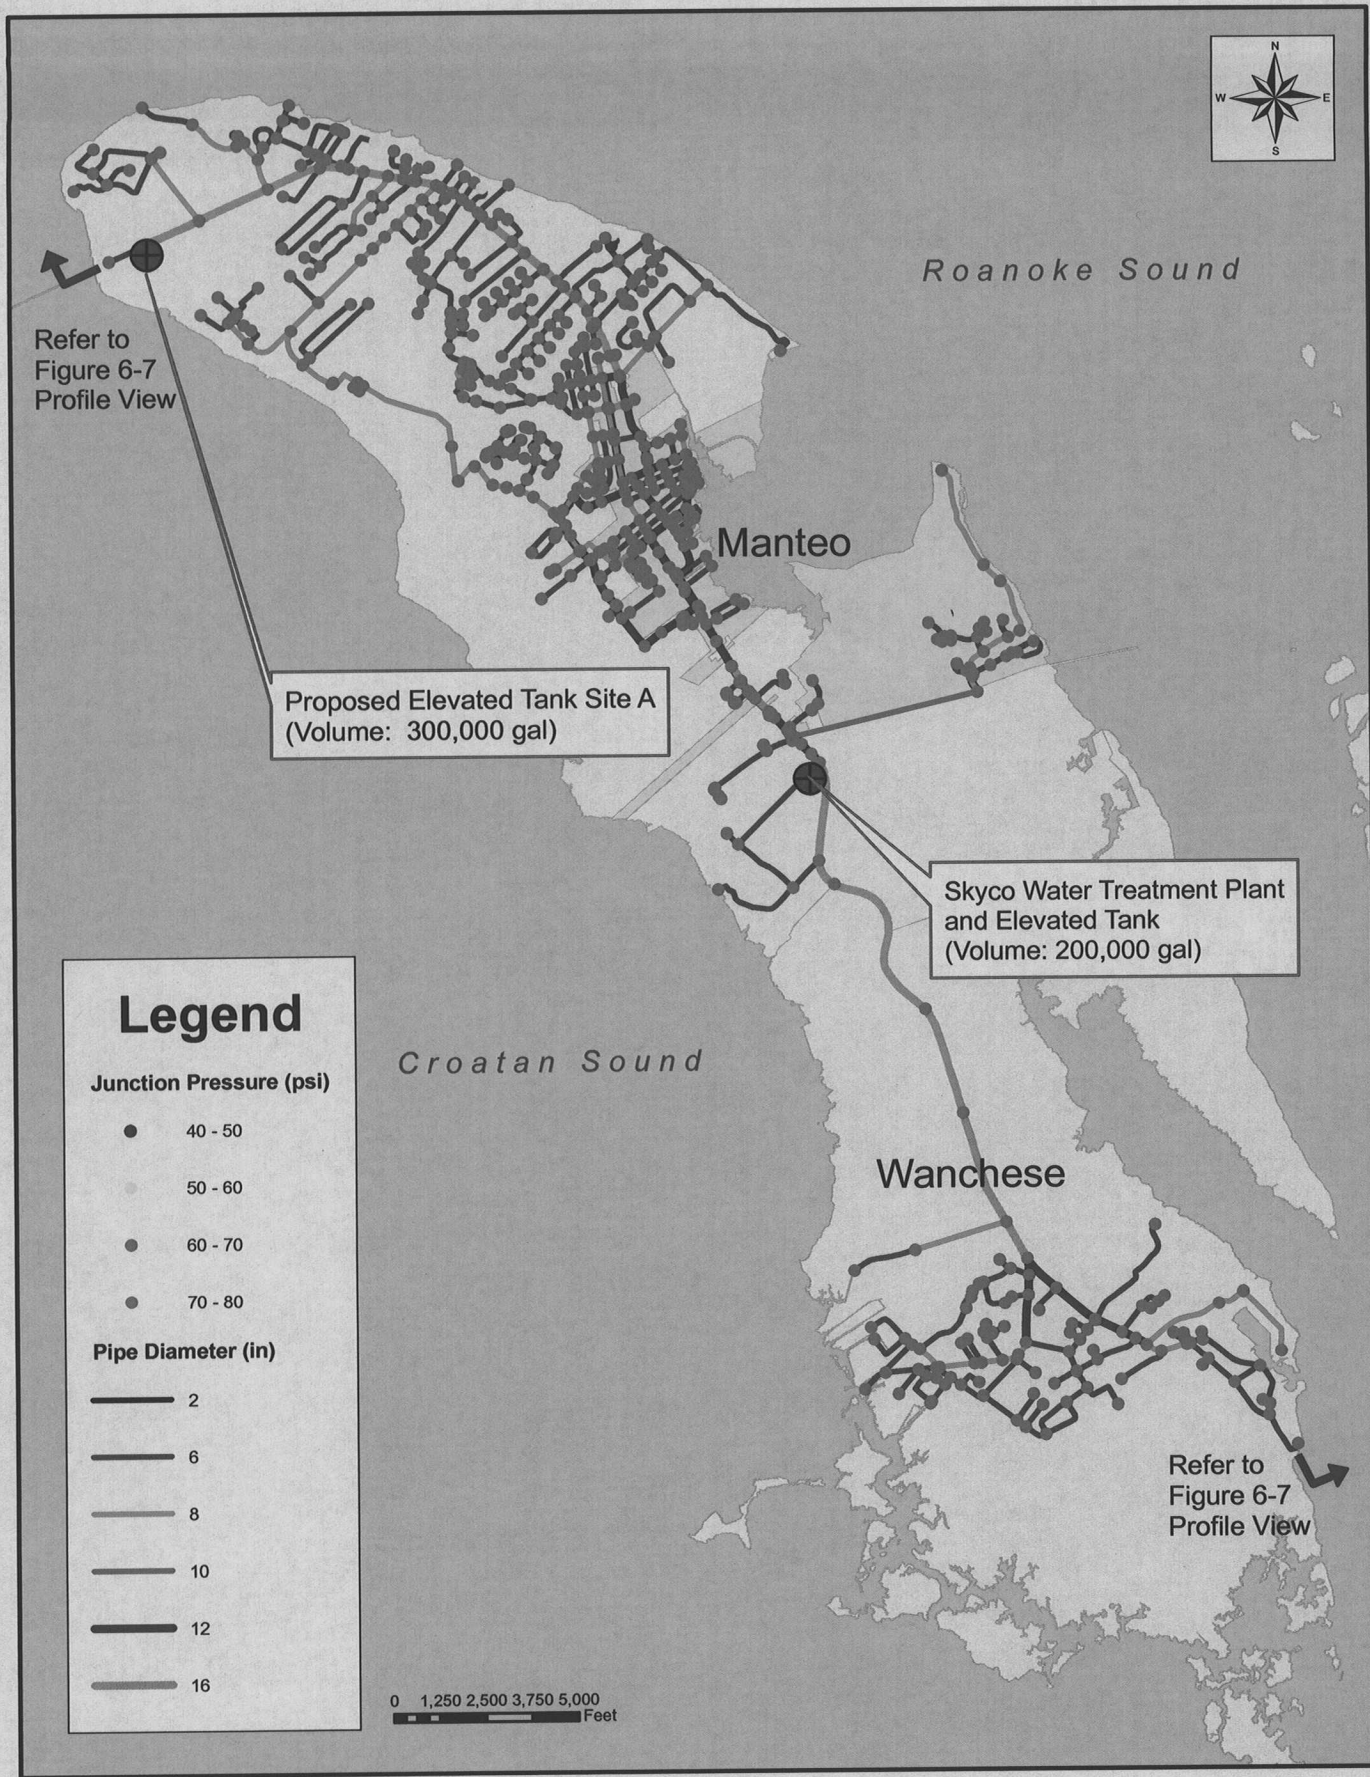 N
W E
S
Roanoke Sound
Refer to
Figure 6-7
Profile View
Manteo
Proposed Elevated Tank Site A
(Volume: 300,000 gal)
Skyco Water Treatment Plant
and Elevated Tank
(Volume: 200,000 gal)
Croatan Sound
Wanchese
Legend
Junction Pressure (psi)
40 - 50
50 - 60
60 - 70
70 - 80
Pipe Diameter (in)
2
6
8
10
12
16
Refer to
Figure 6-7
Profile View
0 1,250 2,500 3,750 5,000
Feet